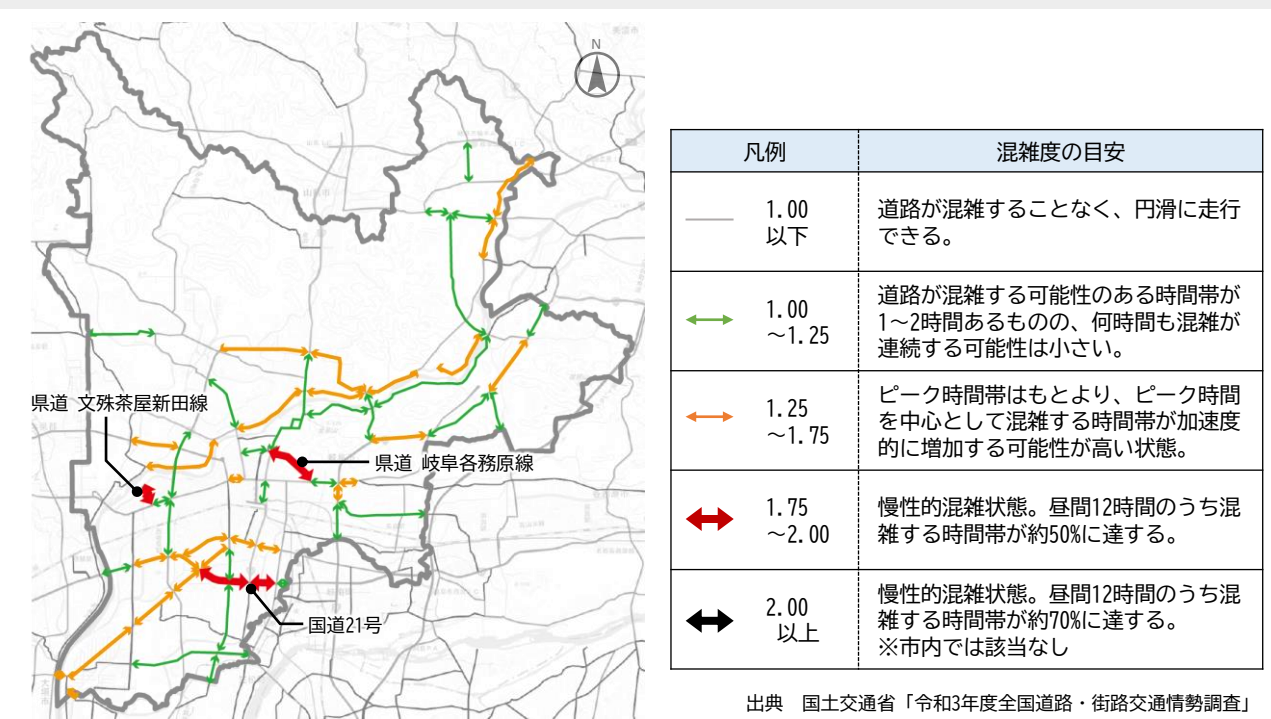 N
県道 文殊茶屋新田線
県道 岐阜各務原線
国道21号
凡例 混雑度の目安
1.00
以下
道路が混雑することなく、円滑に走行
できる。
1.00
～1.25
道路が混雑する可能性のある時間帯が
1～2時間あるものの、何時間も混雑が
連続する可能性は小さい。
1.25
～1.75
ピーク時間帯はもとより、ピーク時間
を中心として混雑する時間帯が加速度
的に増加する可能性が高い状態。
1.75
～2.00
慢性的混雑状態。昼間12時間のうち混
雑する時間帯が約50%に達する。
2.00
以上
慢性的混雑状態。昼間12時間のうち混
雑する時間帯が約70%に達する。
※市内では該当なし
出典　国土交通省「令和3年度全国道路・街路交通情勢調査」